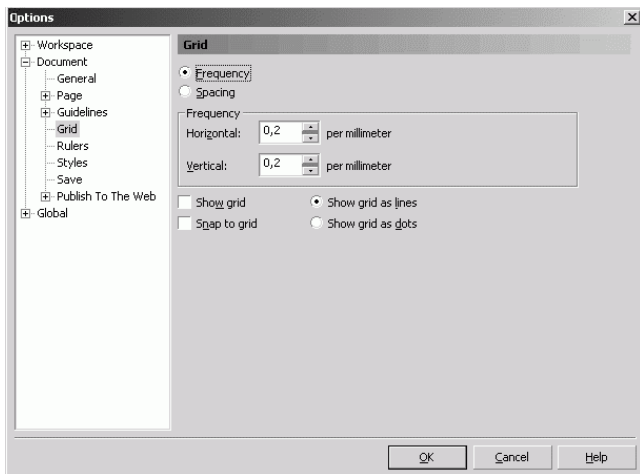 Options
Workspace
Document
General
Page
Guidelines
Grid
Rulers
Styles
Save
Publish To The Web
Global
Grid
Frequency
Spacing
Frequency
Horizontal: 0,2 per millimeter
Vertical: 0,2 per millimeter
Show grid Show grid as lines
Snap to grid Show grid as dots
OK Cancel Help